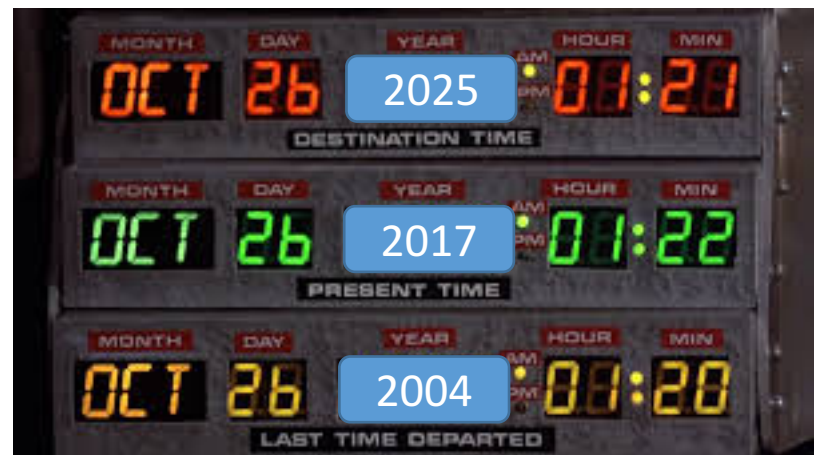 MONTH DAY YEAR HOUR MIN
AM
OCT 26 2025 01:21
PM
DESTINATION TIME
MONTH DAY YEAR HOUR MIN
AM
OCT 26 2017 01:22
PM
PRESENT TIME
MONTH DAY YEAR HOUR MIN
AM
OCT 26 2004 01:20
PM
LAST TIME DEPARTED